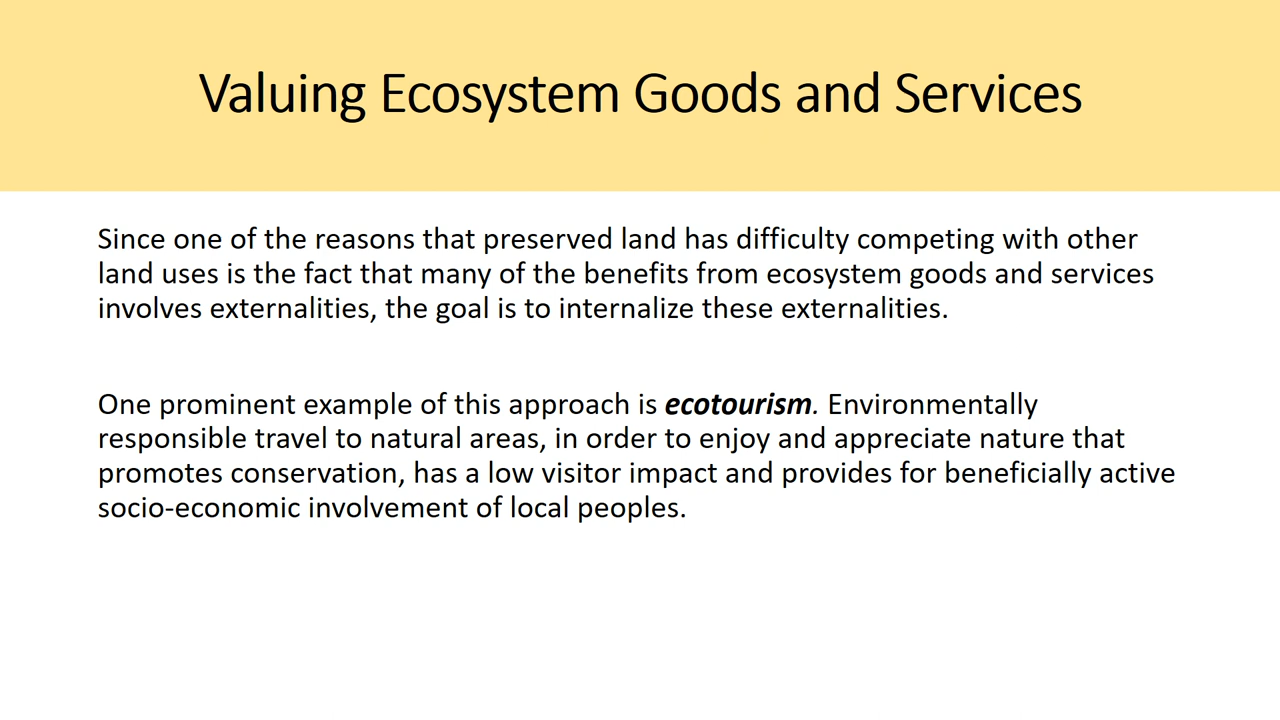 Valuing Ecosystem Goods and Services
Since one of the reasons that preserved land has difficulty competing with other
land uses is the fact that many of the benefits from ecosystem goods and services
involves externalities, the goal is to internalize these externalities.
One prominent example of this approach is ecotourism. Environmentally
responsible travel to natural areas, in order to enjoy and appreciate nature that
promotes conservation, has a low visitor impact and provides for beneficially active
socio-economic involvement of local peoples.